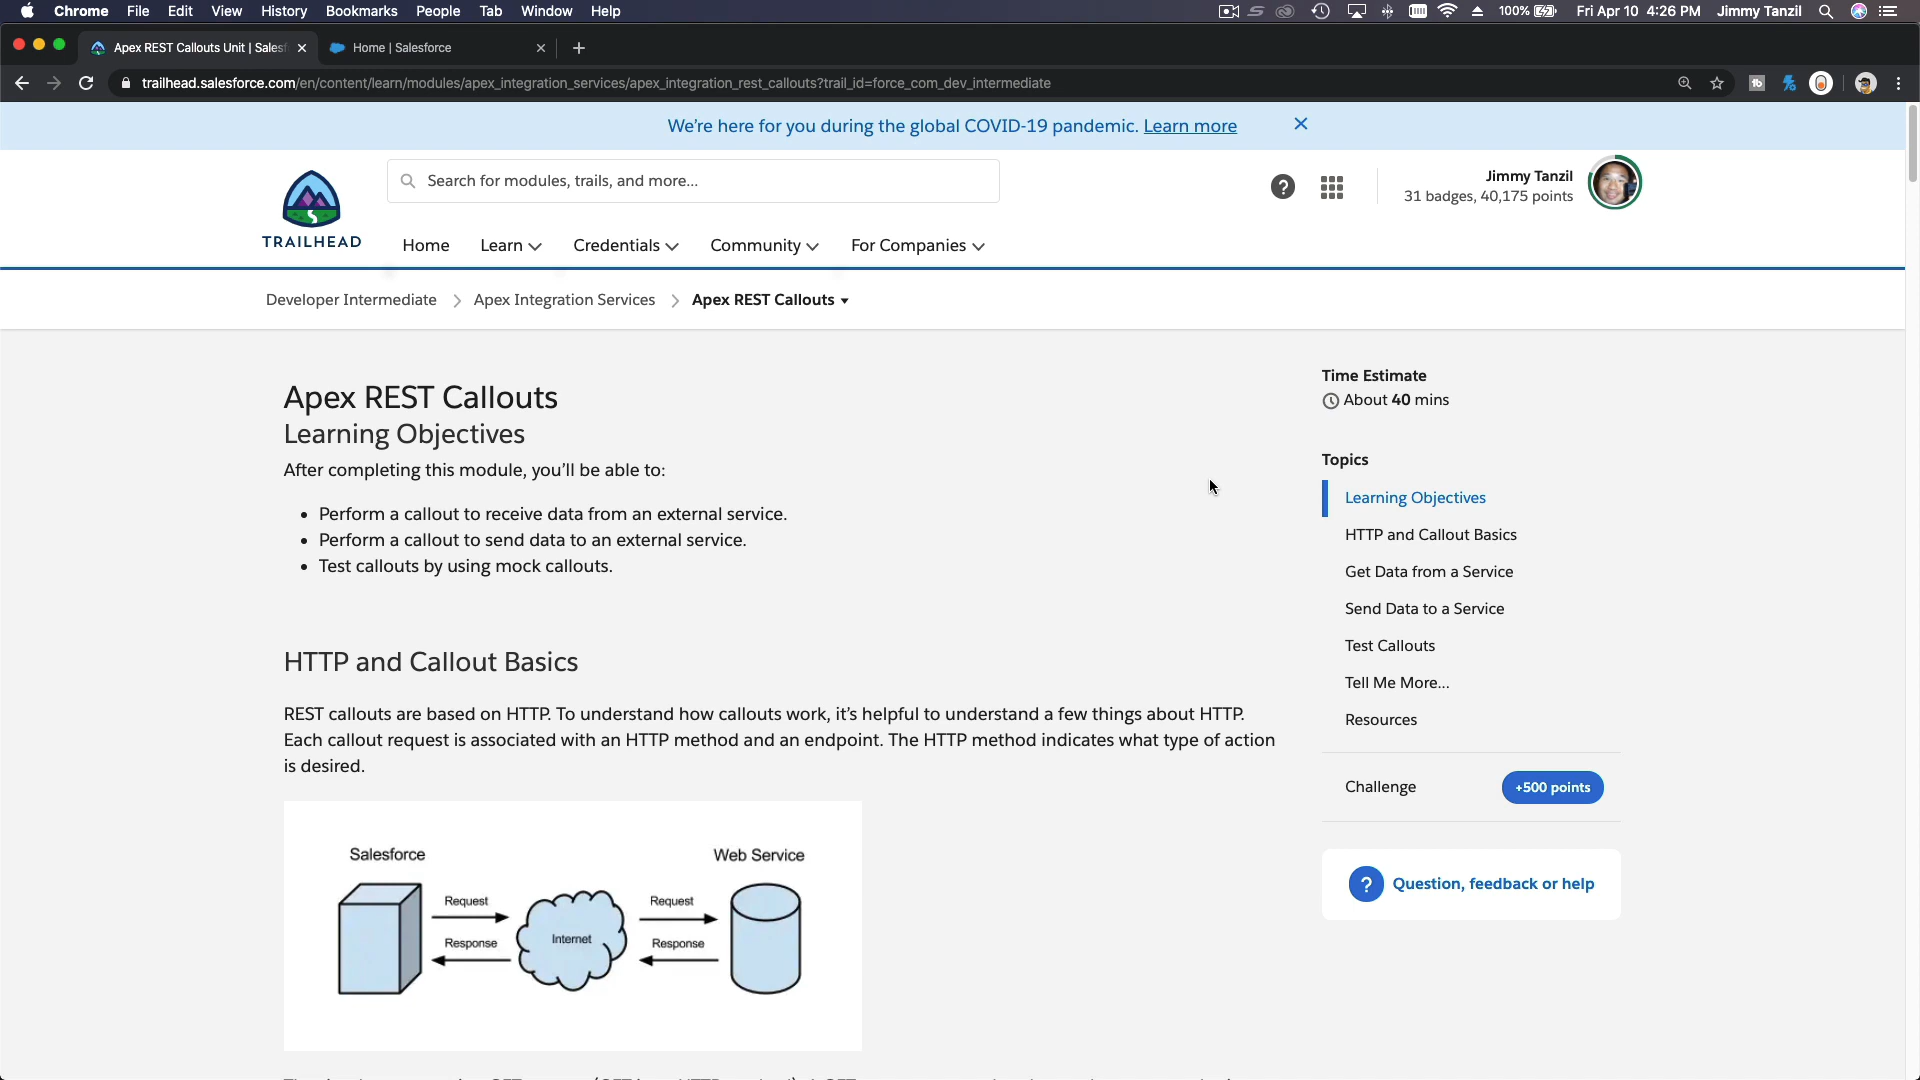 Chrome File Edit View History Bookmarks People Tab Window Help 100% Fri Apr 10 4:26 PM Jimmy Tanzil
Apex REST Callouts Unit | Salesf Home | Salesforce
trailhead.salesforce.com/en/content/learn/modules/apex_integration_services/apex_integration_rest_callouts?trail_id=force_com_dev_intermediate
We’re here for you during the global COVID-19 pandemic. Learn more
TRAILHEAD
Search for modules, trails, and more...
Jimmy Tanzil
31 badges, 40,175 points
Home Learn Credentials Community For Companies
Developer Intermediate Apex Integration Services Apex REST Callouts
Apex REST Callouts
Learning Objectives
After completing this module, you’ll be able to:
• Perform a callout to receive data from an external service.
• Perform a callout to send data to an external service.
• Test callouts by using mock callouts.
HTTP and Callout Basics
REST callouts are based on HTTP. To understand how callouts work, it’s helpful to understand a few things about HTTP.
Each callout request is associated with an HTTP method and an endpoint. The HTTP method indicates what type of action
is desired.
Salesforce
Web Service
Request
Response
Internet
Request
Response
Time Estimate
About 40 mins
Topics
Learning Objectives
HTTP and Callout Basics
Get Data from a Service
Send Data to a Service
Test Callouts
Tell Me More...
Resources
Challenge +500 points
? Question, feedback or help